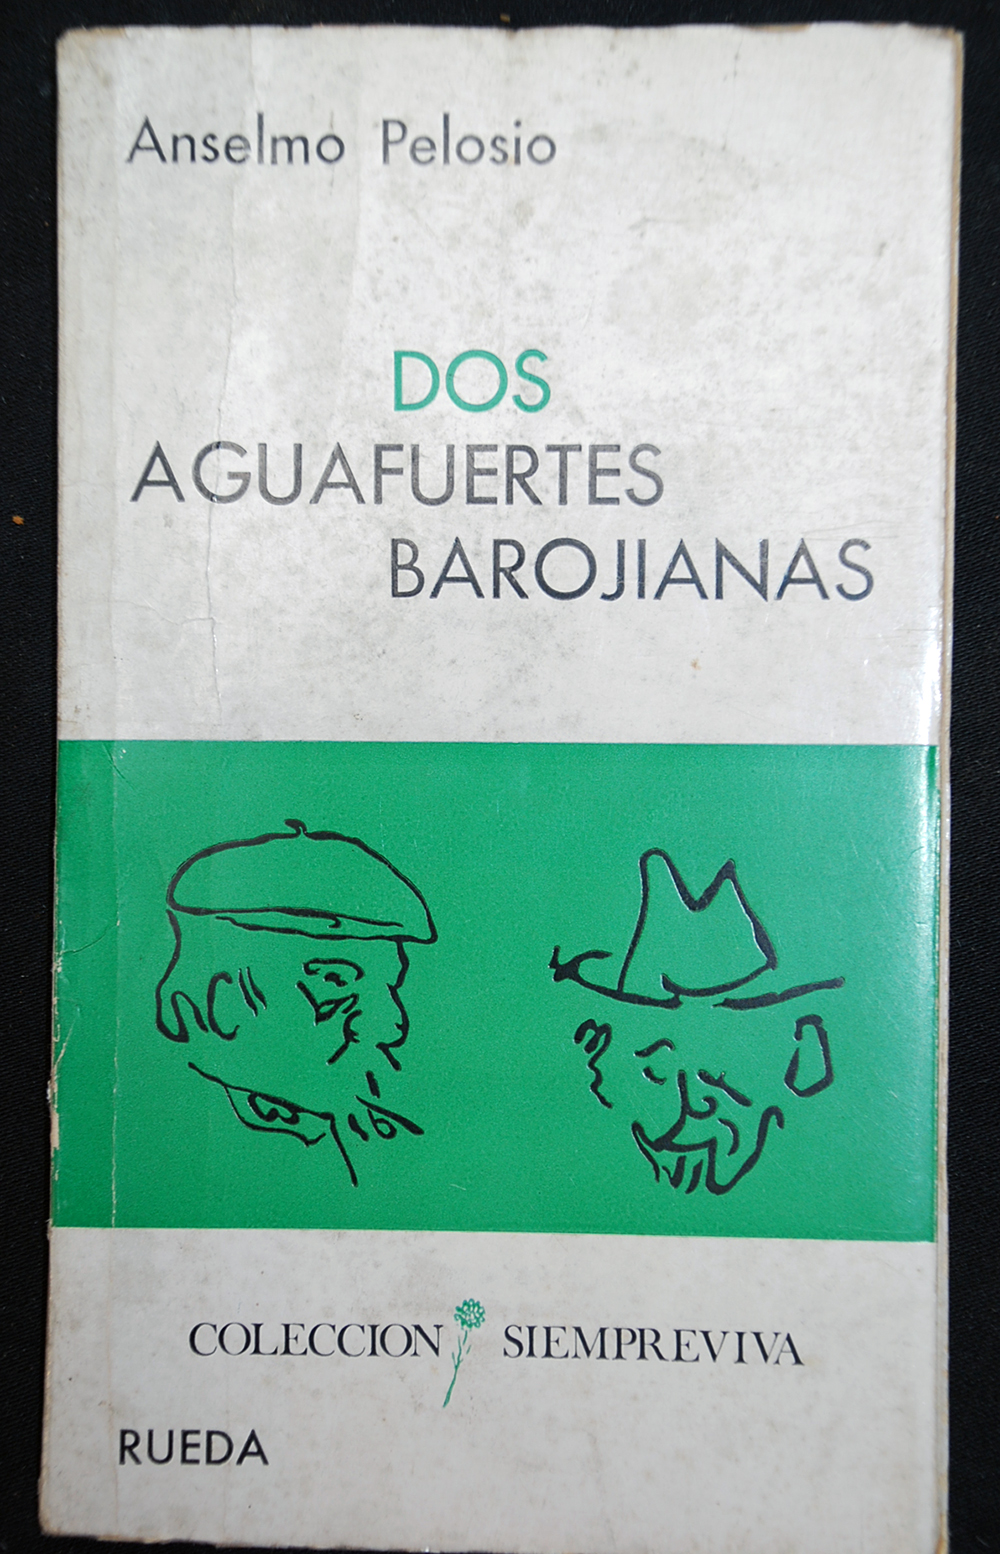 Anselmo Pelosio
DOS
AGUAFUERTES
BAROJIANAS
COLECCION SIEMPREVIVA
RUEDA